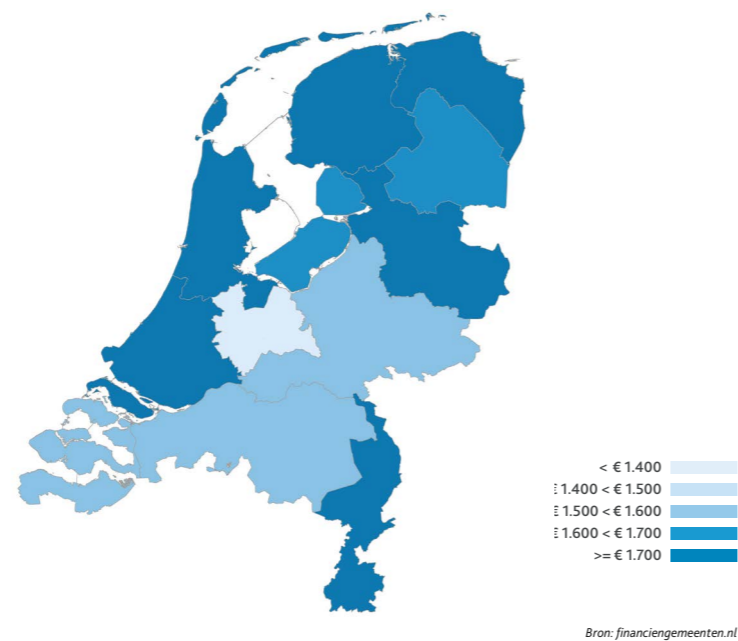 < € 1.400
€ 1.400 < € 1.500
€ 1.500 < € 1.600
€ 1.600 < € 1.700
>= € 1.700
Bron: financiengemeenten.nl